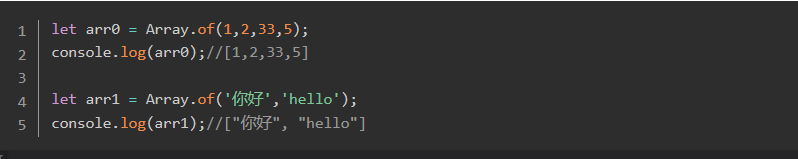 1 let arr0 = Array.of(1,2,33,5);
2 console.log(arr0);//[1,2,33,5]
3
4 let arr1 = Array.of('你好','hello');
5 console.log(arr1);//["你好", "hello"]